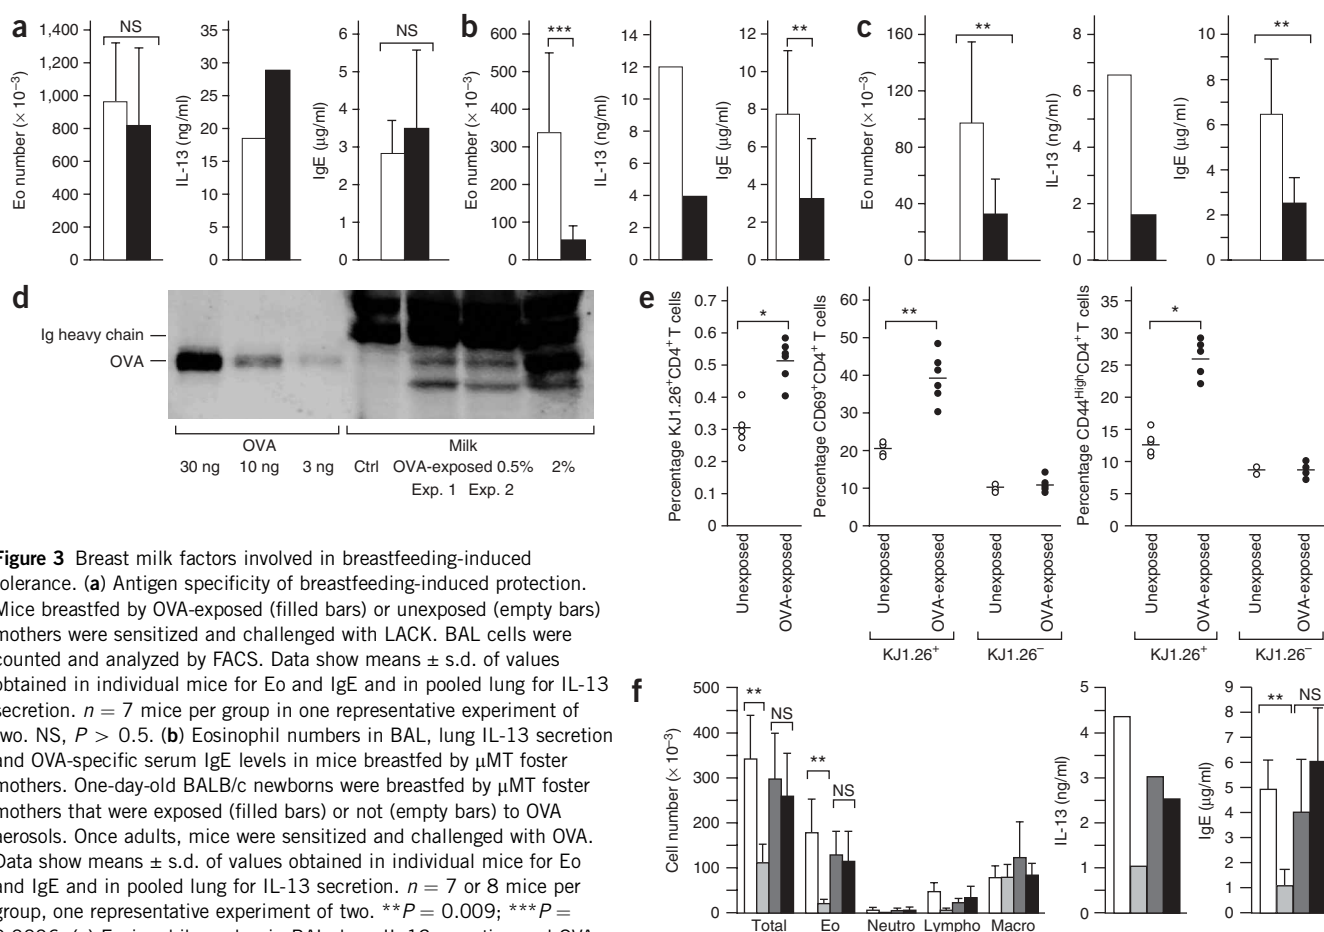 a
NS
1,400
1,200
1,000
800
600
400
200
0
Eo number (× 10⁻³)
35
30
25
20
15
10
5
0
IL-13 (ng/ml)
NS
6
5
4
3
2
1
0
IgE (µg/ml)
b
***
600
500
400
300
200
100
0
Eo number (× 10⁻³)
14
12
10
8
6
4
2
0
IL-13 (ng/ml)
**
12
10
8
6
4
2
0
IgE (µg/ml)
c
**
160
120
80
40
0
Eo number (× 10⁻³)
8
6
4
2
0
IL-13 (ng/ml)
**
10
8
6
4
2
0
IgE (µg/ml)
d
Ig heavy chain
OVA
OVA Milk
30 ng 10 ng 3 ng Ctrl OVA-exposed 0.5% 2%
Exp. 1 Exp. 2
e
*
0.7
0.6
0.5
0.4
0.3
0.2
0.1
0
Percentage KJ1.26⁺CD4⁺ T cells
Unexposed
OVA-exposed
**
60
50
40
30
20
10
0
Percentage CD69⁺CD4⁺ T cells
Unexposed
OVA-exposed
Unexposed
OVA-exposed
KJ1.26⁺ KJ1.26⁻
*
35
30
25
20
15
10
5
0
Percentage CD44ᴴⁱᵍʰCD4⁺ T cells
Unexposed
OVA-exposed
Unexposed
OVA-exposed
KJ1.26⁺ KJ1.26⁻
f
** NS
** NS
500
400
300
200
100
0
Cell number (× 10⁻³)
Total Eo Neutro Lympho Macro
5
4
3
2
1
0
IL-13 (ng/ml)
** NS
9
8
7
6
5
4
3
2
1
0
IgE (µg/ml)
Figure 3 Breast milk factors involved in breastfeeding-induced
tolerance. (a) Antigen specificity of breastfeeding-induced protection.
Mice breastfed by OVA-exposed (filled bars) or unexposed (empty bars)
mothers were sensitized and challenged with LACK. BAL cells were
counted and analyzed by FACS. Data show means ± s.d. of values
obtained in individual mice for Eo and IgE and in pooled lung for IL-13
secretion. n = 7 mice per group in one representative experiment of
two. NS, P > 0.5. (b) Eosinophil numbers in BAL, lung IL-13 secretion
and OVA-specific serum IgE levels in mice breastfed by µMT foster
mothers. One-day-old BALB/c newborns were breastfed by µMT foster
mothers that were exposed (filled bars) or not (empty bars) to OVA
aerosols. Once adults, mice were sensitized and challenged with OVA.
Data show means ± s.d. of values obtained in individual mice for Eo
and IgE and in pooled lung for IL-13 secretion. n = 7 or 8 mice per
group, one representative experiment of two. **P = 0.009; ***P =